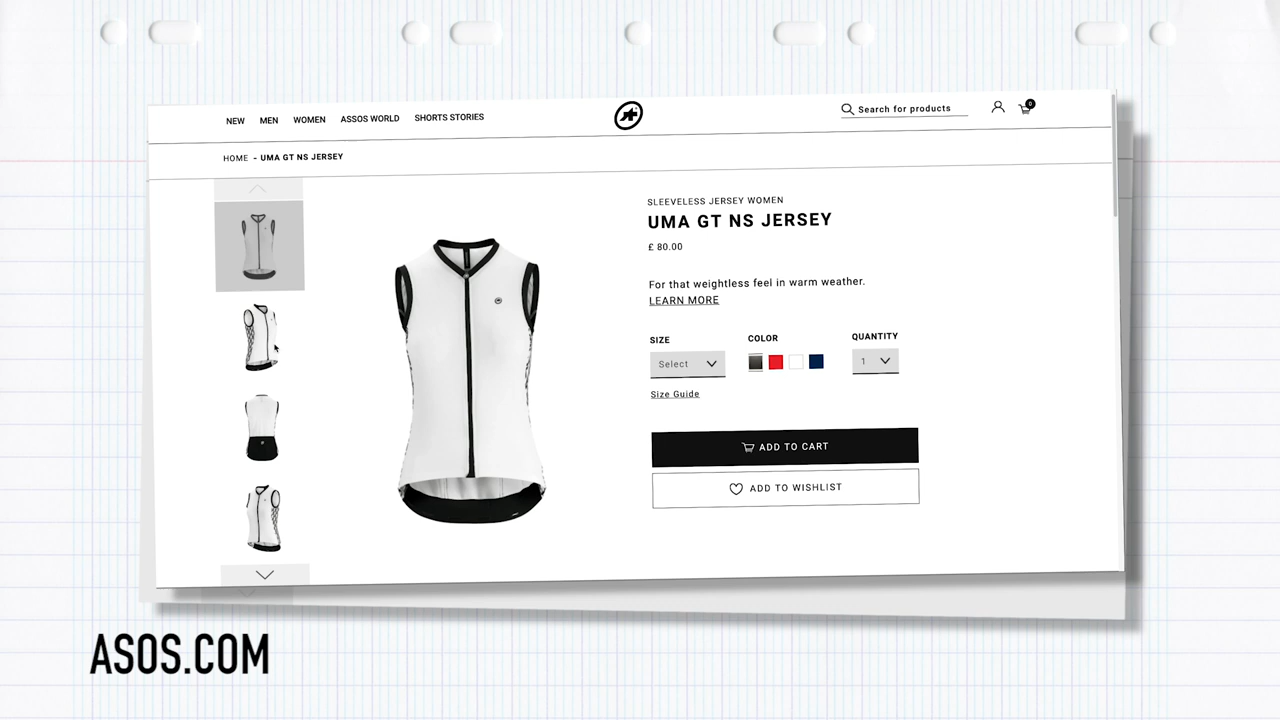 NEW MEN WOMEN ASSOS WORLD SHORTS STORIES
Search for products
0
HOME - UMA GT NS JERSEY
SLEEVELESS JERSEY WOMEN
UMA GT NS JERSEY
£ 80.00
For that weightless feel in warm weather.
LEARN MORE
SIZE COLOR QUANTITY
Select 1
Size Guide
ADD TO CART
ADD TO WISHLIST
ASOS.COM